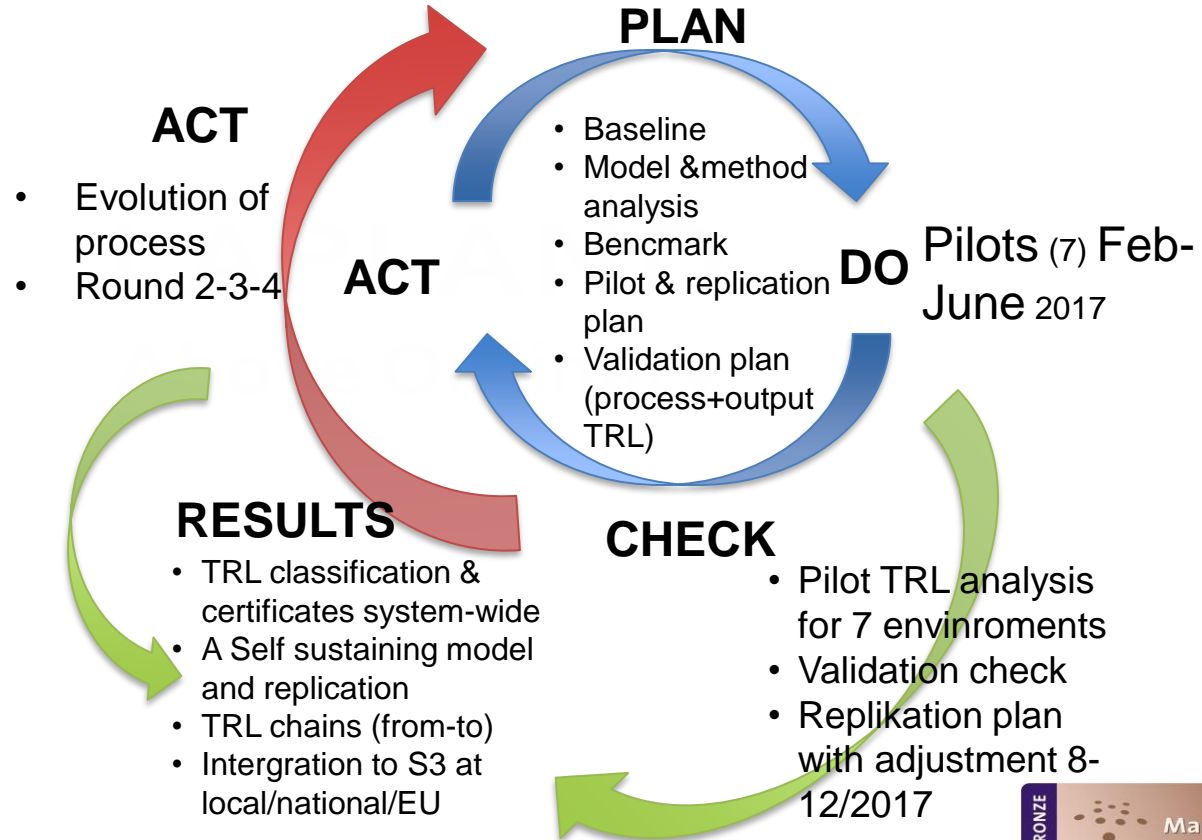 PLAN
ACT
• Evolution of
process
• Round 2-3-4
ACT
• Baseline
• Model &method
analysis
• Bencmark
• Pilot & replication
plan
• Validation plan
(process+output
TRL)
DO
Pilots (7) Feb-
June 2017
RESULTS
• TRL classification &
certificates system-wide
• A Self sustaining model
and replication
• TRL chains (from-to)
• Intergration to S3 at
local/national/EU
CHECK
• Pilot TRL analysis
for 7 envinroments
• Validation check
• Replikation plan
with adjustment 8-
12/2017